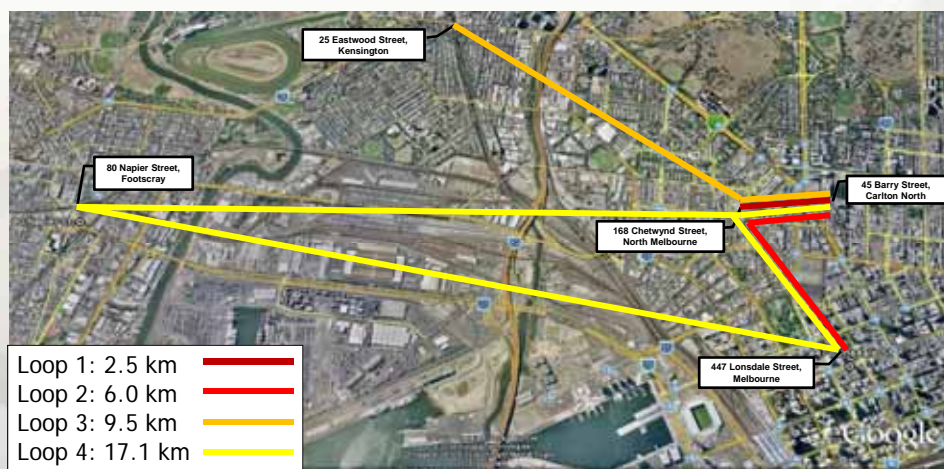 25 Eastwood Street,
Kensington
80 Napier Street,
Footscray
45 Barry Street,
Carlton North
168 Chetwynd Street,
North Melbourne
447 Lonsdale Street,
Melbourne
Loop 1: 2.5 km
Loop 2: 6.0 km
Loop 3: 9.5 km
Loop 4: 17.1 km
Google